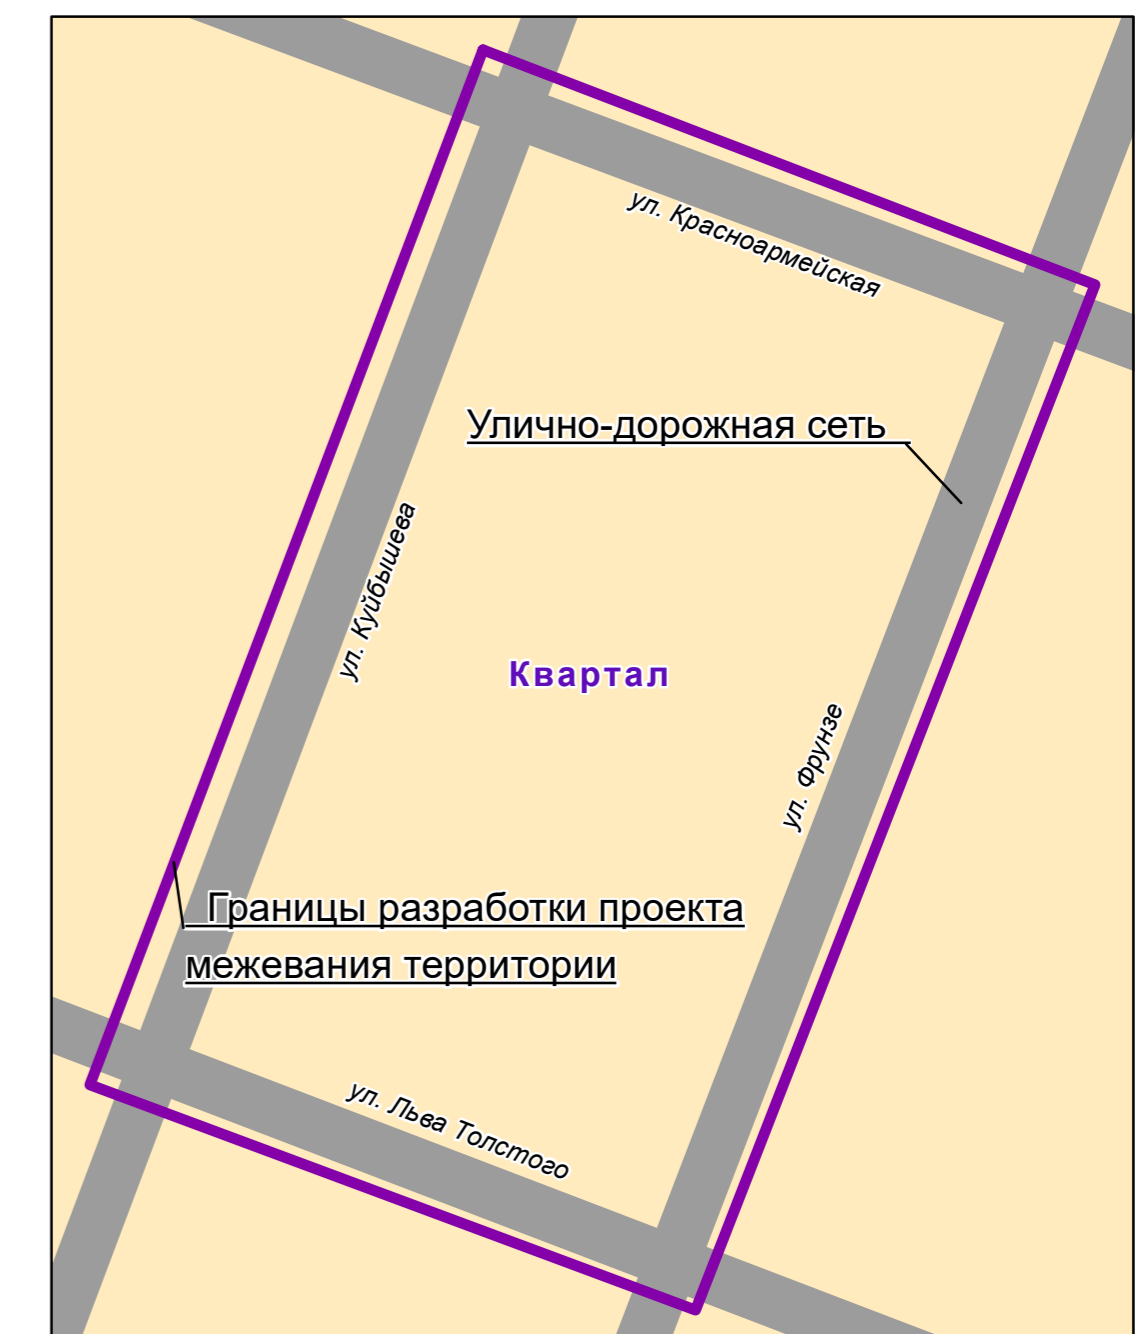 ул. Красноармейская
Улично-дорожная сеть
ул. Куйбышева
Квартал
ул. Фрунзе
Границы разработки проекта
межевания территории
ул. Льва Толстого